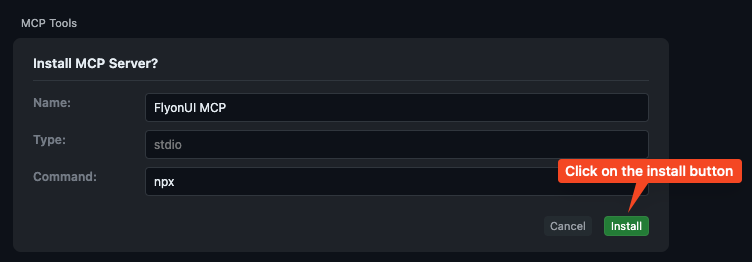 MCP Tools
Install MCP Server?
Name:
FlyonUI MCP
Type:
stdio
Command:
npx
Click on the install button
Cancel
Install